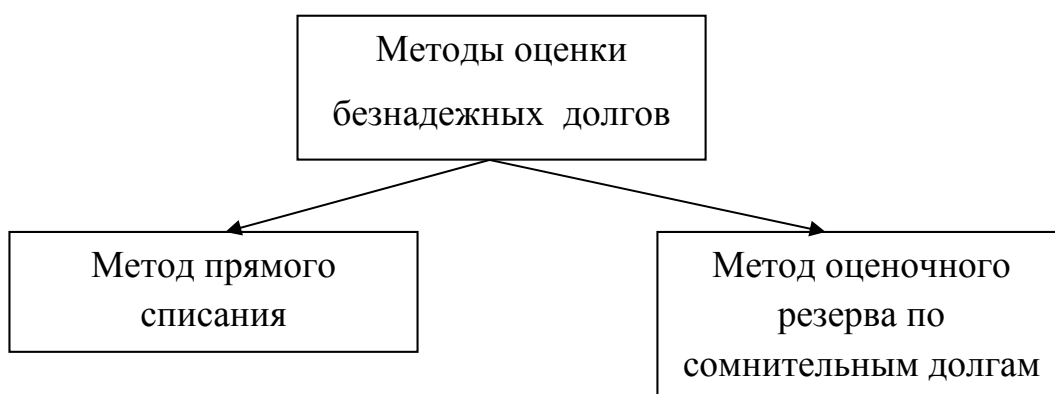 Методы оценки
безнадежных долгов
Метод прямого
списания
Метод оценочного
резерва по
сомнительным долгам